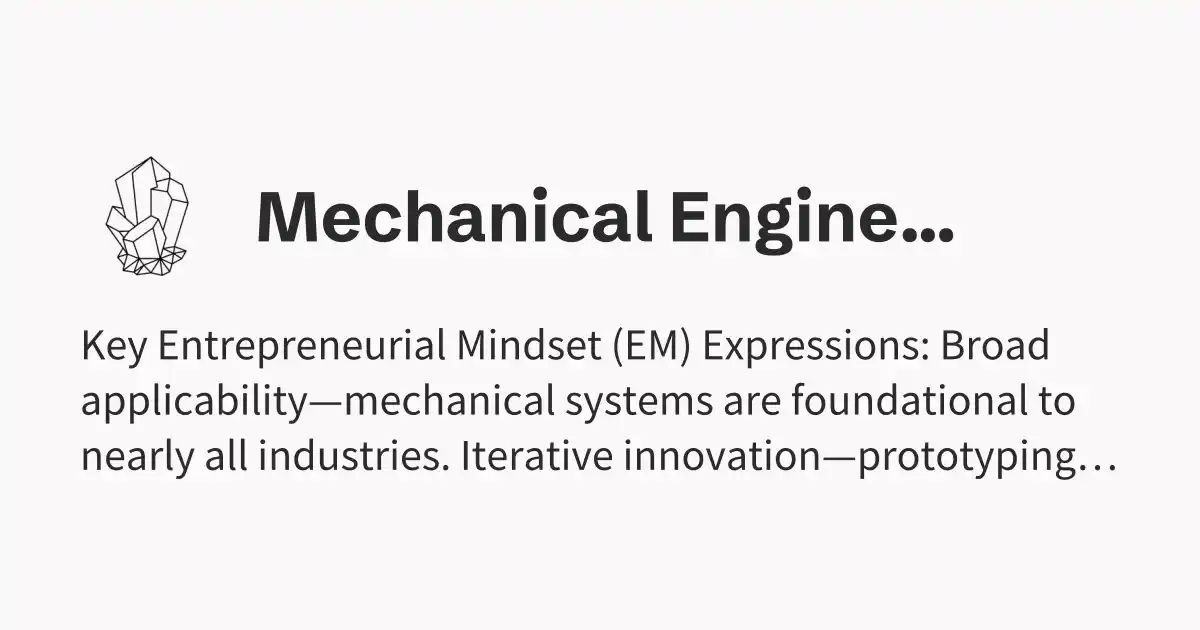 Mechanical Engine...
Key Entrepreneurial Mindset (EM) Expressions: Broad
applicability—mechanical systems are foundational to
nearly all industries. Iterative innovation—prototyping…